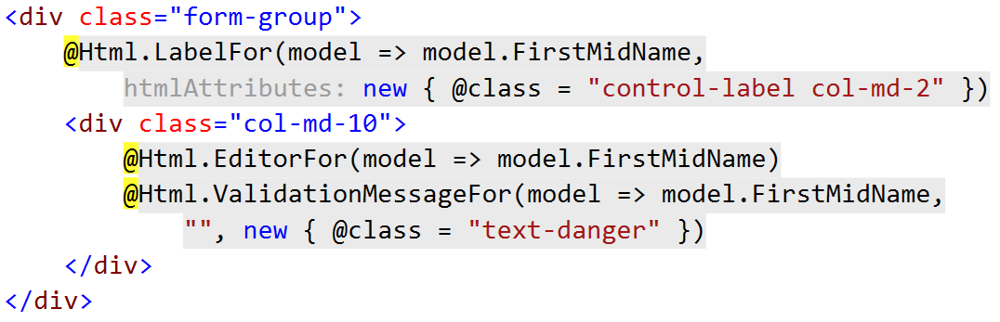 <div class="form-group">
@Html.LabelFor(model => model.FirstMidName,
htmlAttributes: new { @class = "control-label col-md-2" })
<div class="col-md-10">
@Html.EditorFor(model => model.FirstMidName)
@Html.ValidationMessageFor(model => model.FirstMidName,
"", new { @class = "text-danger" })
</div>
</div>